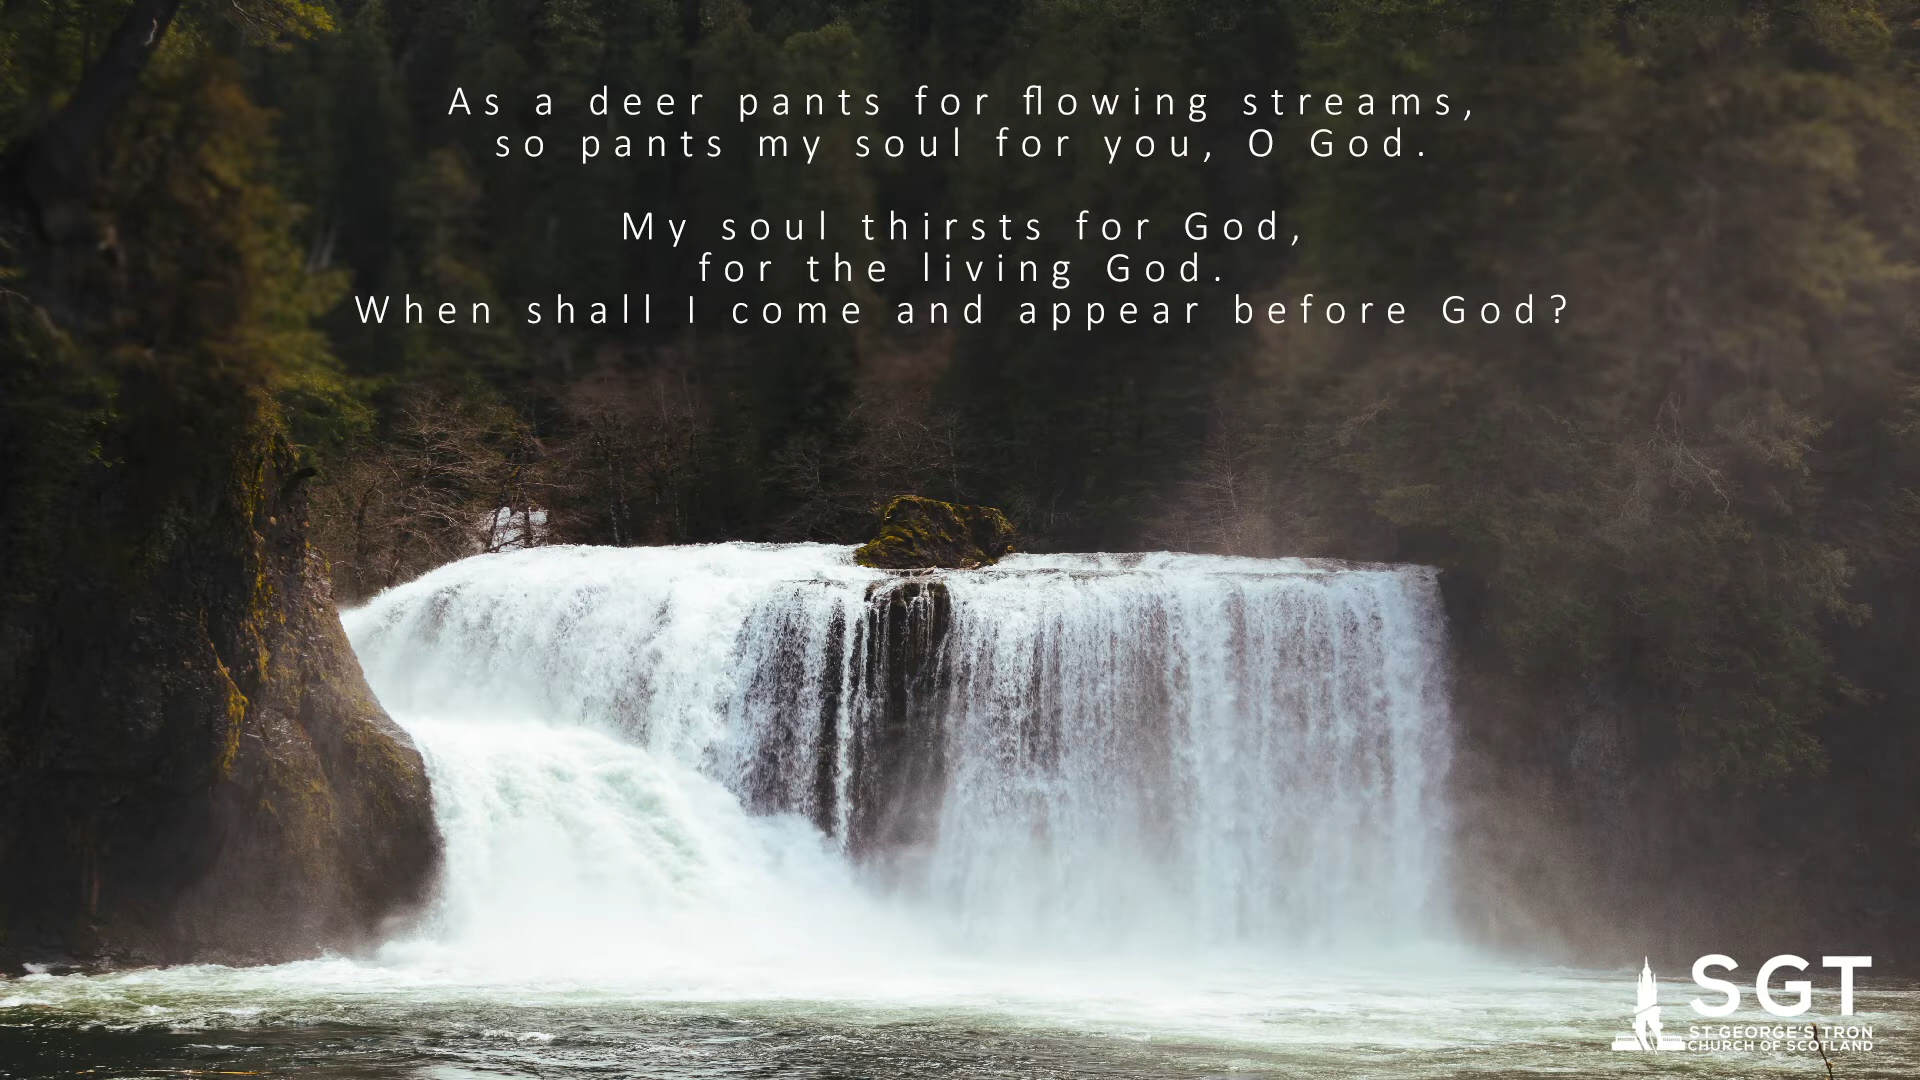 As a deer pants for flowing streams,
so pants my soul for you, O God.
My soul thirsts for God,
for the living God.
When shall I come and appear before God?
SGT
ST GEORGE'S TRON
CHURCH OF SCOTLAND